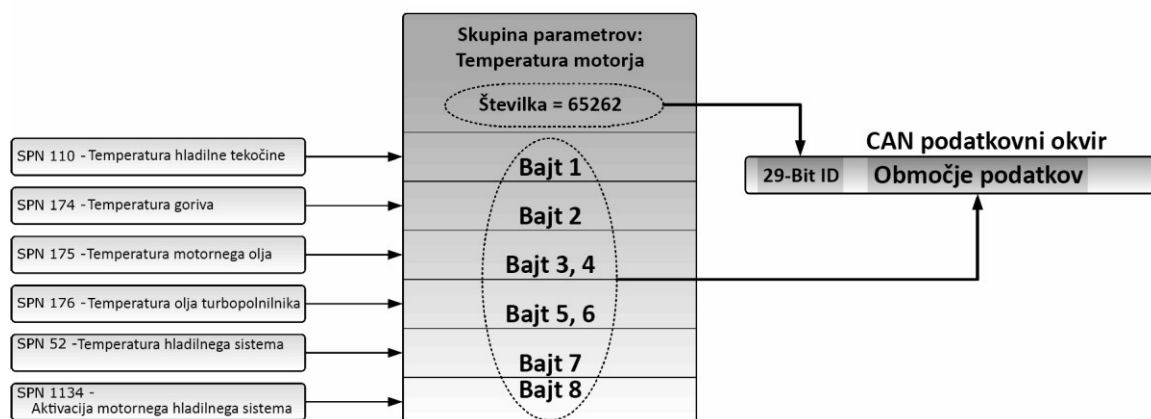 Skupina parametrov:
Temperatura motorja
Številka = 65262
SPN 110 - Temperatura hladilne tekočine
SPN 174 - Temperatura goriva
SPN 175 - Temperatura motornega olja
SPN 176 - Temperatura olja turbopolnilnika
SPN 52 - Temperatura hladilnega sistema
SPN 1134 -
Aktivacija motornega hladilnega sistema
Bajt 1
Bajt 2
Bajt 3, 4
Bajt 5, 6
Bajt 7
Bajt 8
CAN podatkovni okvir
29-Bit ID
Območje podatkov